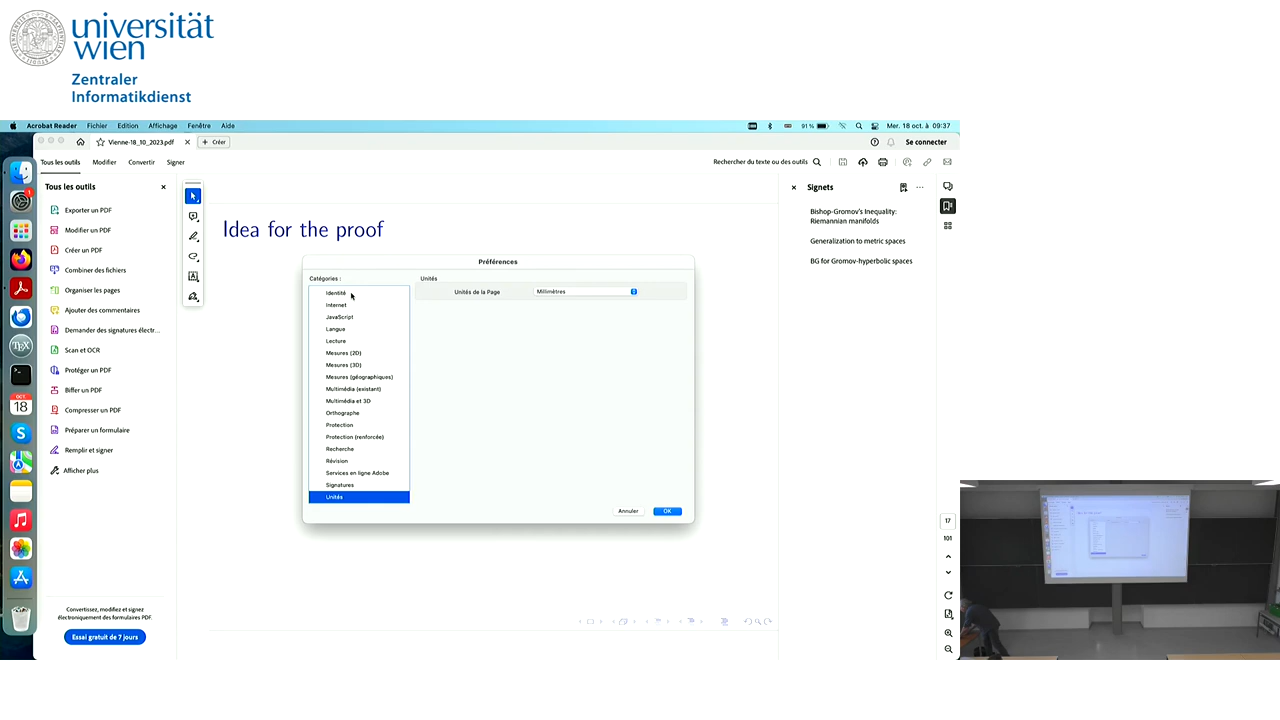 universität
wien
Zentraler
Informatikdienst
Acrobat Reader Fichier Edition Affichage Fenêtre Aide 91 % Mer. 18 oct. à 09:37
Vienne-18_10_2023.pdf × + Créer Se connecter
Tous les outils Modifier Convertir Signer Rechercher du texte ou des outils
Tous les outils ×
Exporter un PDF
Modifier un PDF
Créer un PDF
Combiner des fichiers
Organiser les pages
Ajouter des commentaires
Demander des signatures électr...
Scan et OCR
Protéger un PDF
Biffer un PDF
Compresser un PDF
Préparer un formulaire
Remplir et signer
Afficher plus
Convertissez, modifiez et signez
électroniquement des formulaires PDF.
Essai gratuit de 7 jours
1
TEX
OCT
18
S
Idea for the proof
Préférences
Catégories :
Identité
Internet
JavaScript
Langue
Lecture
Mesures (2D)
Mesures (3D)
Mesures (géographiques)
Multimédia (existant)
Multimédia et 3D
Orthographe
Protection
Protection (renforcée)
Recherche
Révision
Services en ligne Adobe
Signatures
Unités
Unités
Unités de la Page Millimètres
Annuler OK
× Signets ...
Bishop-Gromov's Inequality:
Riemannian manifolds
Generalization to metric spaces
BG for Gromov-hyperbolic spaces
17
101